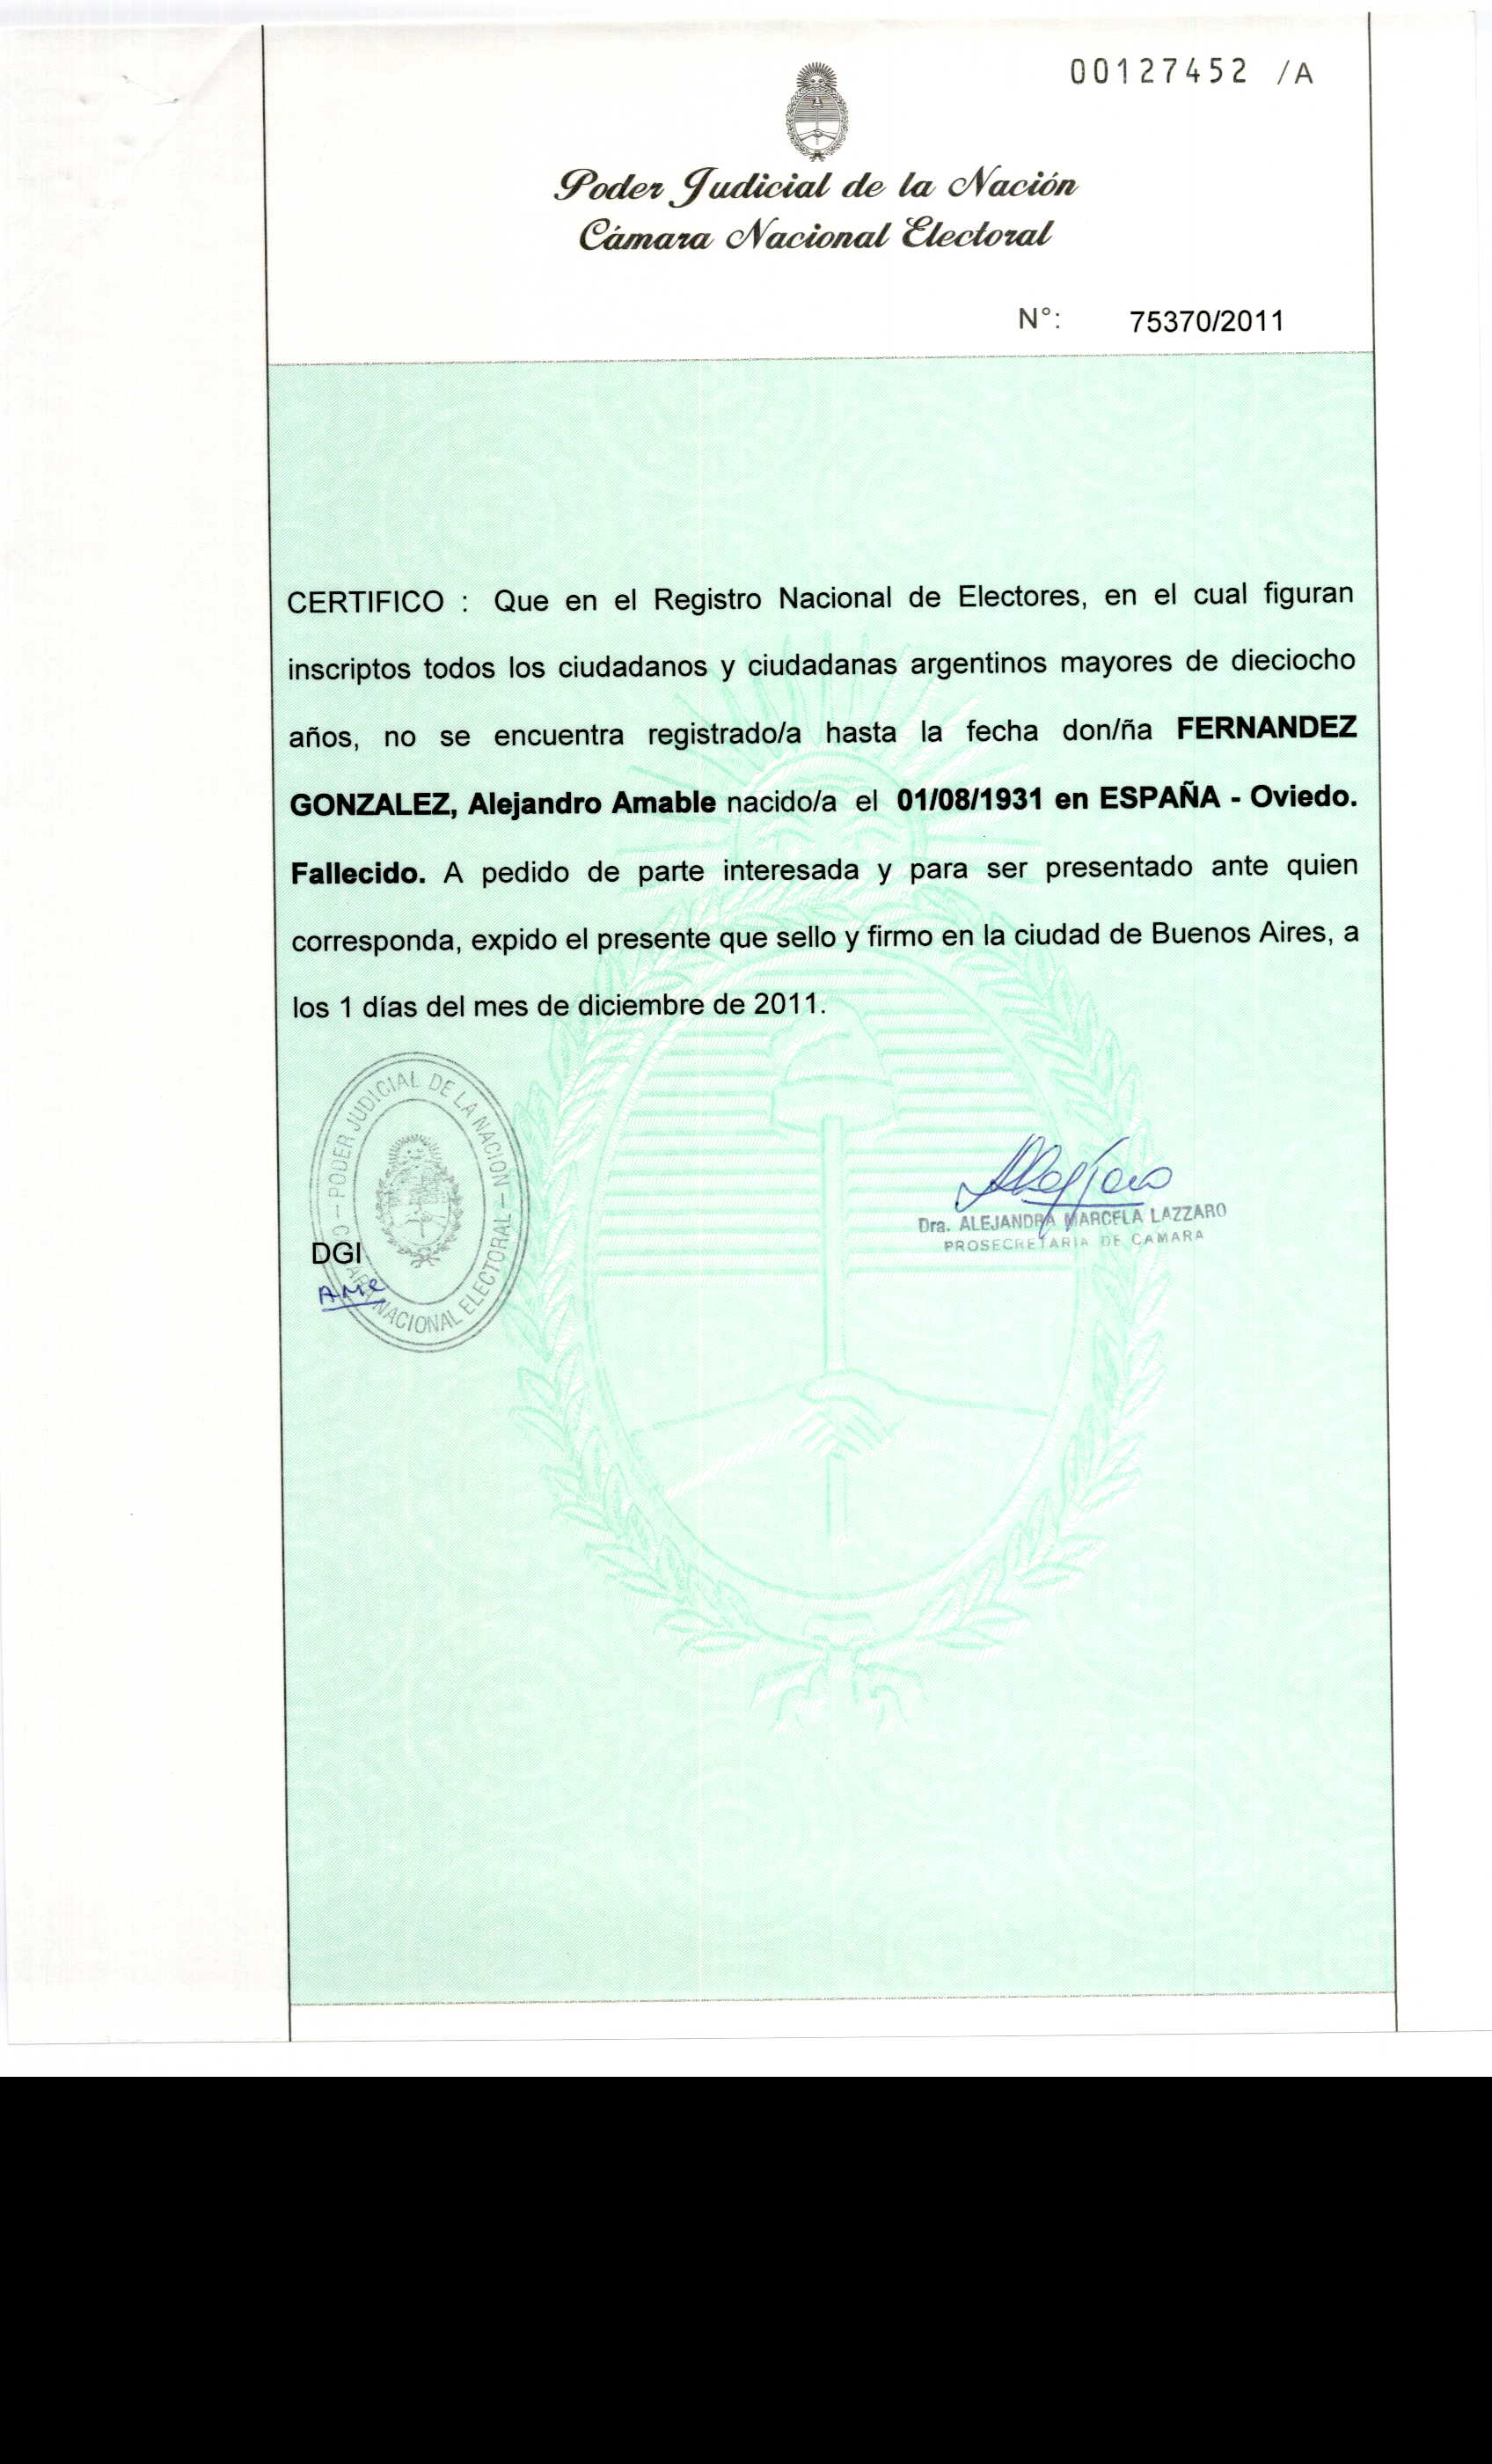 00127452 /A
Poder Judicial de la Nación
Cámara Nacional Electoral
N°: 75370/2011
CERTIFICO : Que en el Registro Nacional de Electores, en el cual figuran
inscriptos todos los ciudadanos y ciudadanas argentinos mayores de dieciocho
años, no se encuentra registrado/a hasta la fecha don/ña FERNANDEZ
GONZALEZ, Alejandro Amable nacido/a el 01/08/1931 en ESPAÑA - Oviedo.
Fallecido. A pedido de parte interesada y para ser presentado ante quien
corresponda, expido el presente que sello y firmo en la ciudad de Buenos Aires, a
los 1 días del mes de diciembre de 2011.
PODER JUDICIAL DE LA NACION
NACIONAL ELECTORAL
Dra. ALEJANDRA MARCELA LAZZARO
PROSECRETARIA DE CAMARA
DGI
AMC